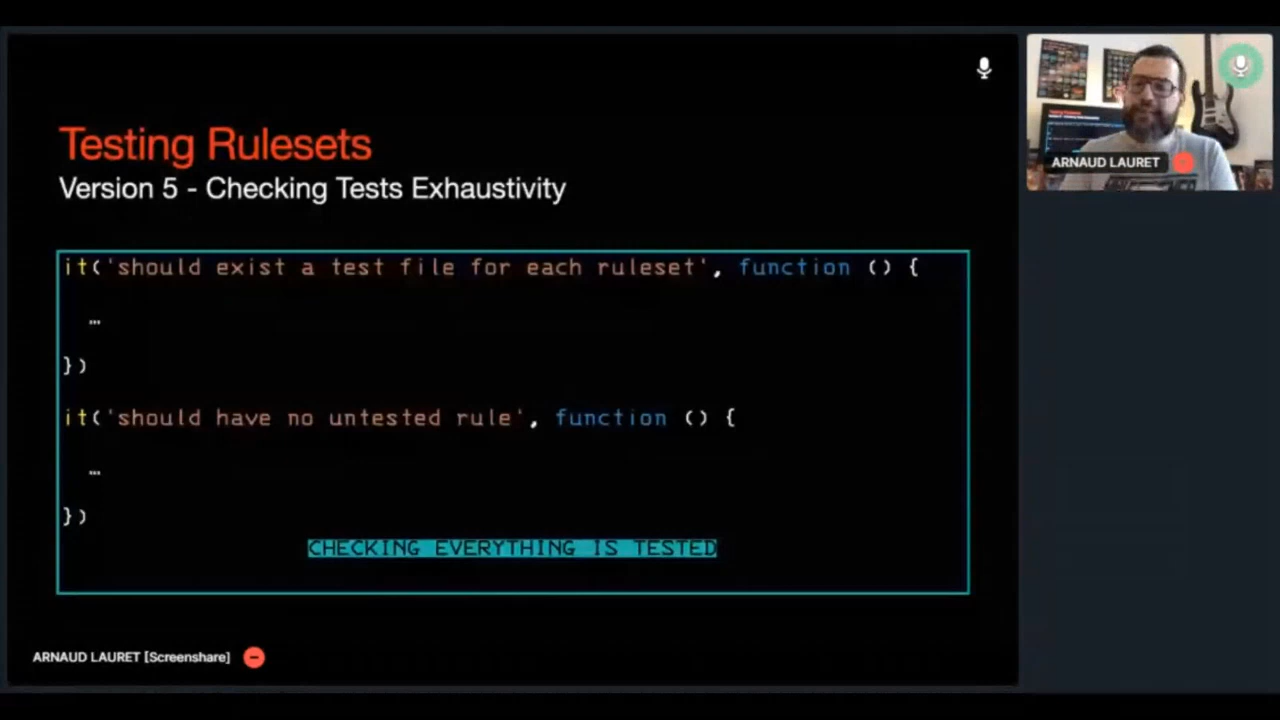 Testing Rulesets
Version 5 - Checking Tests Exhaustivity
it('should exist a test file for each ruleset', function () {
…
})
it('should have no untested rule', function () {
…
})
CHECKING EVERYTHING IS TESTED
ARNAUD LAURET [Screenshare]
ARNAUD LAURET